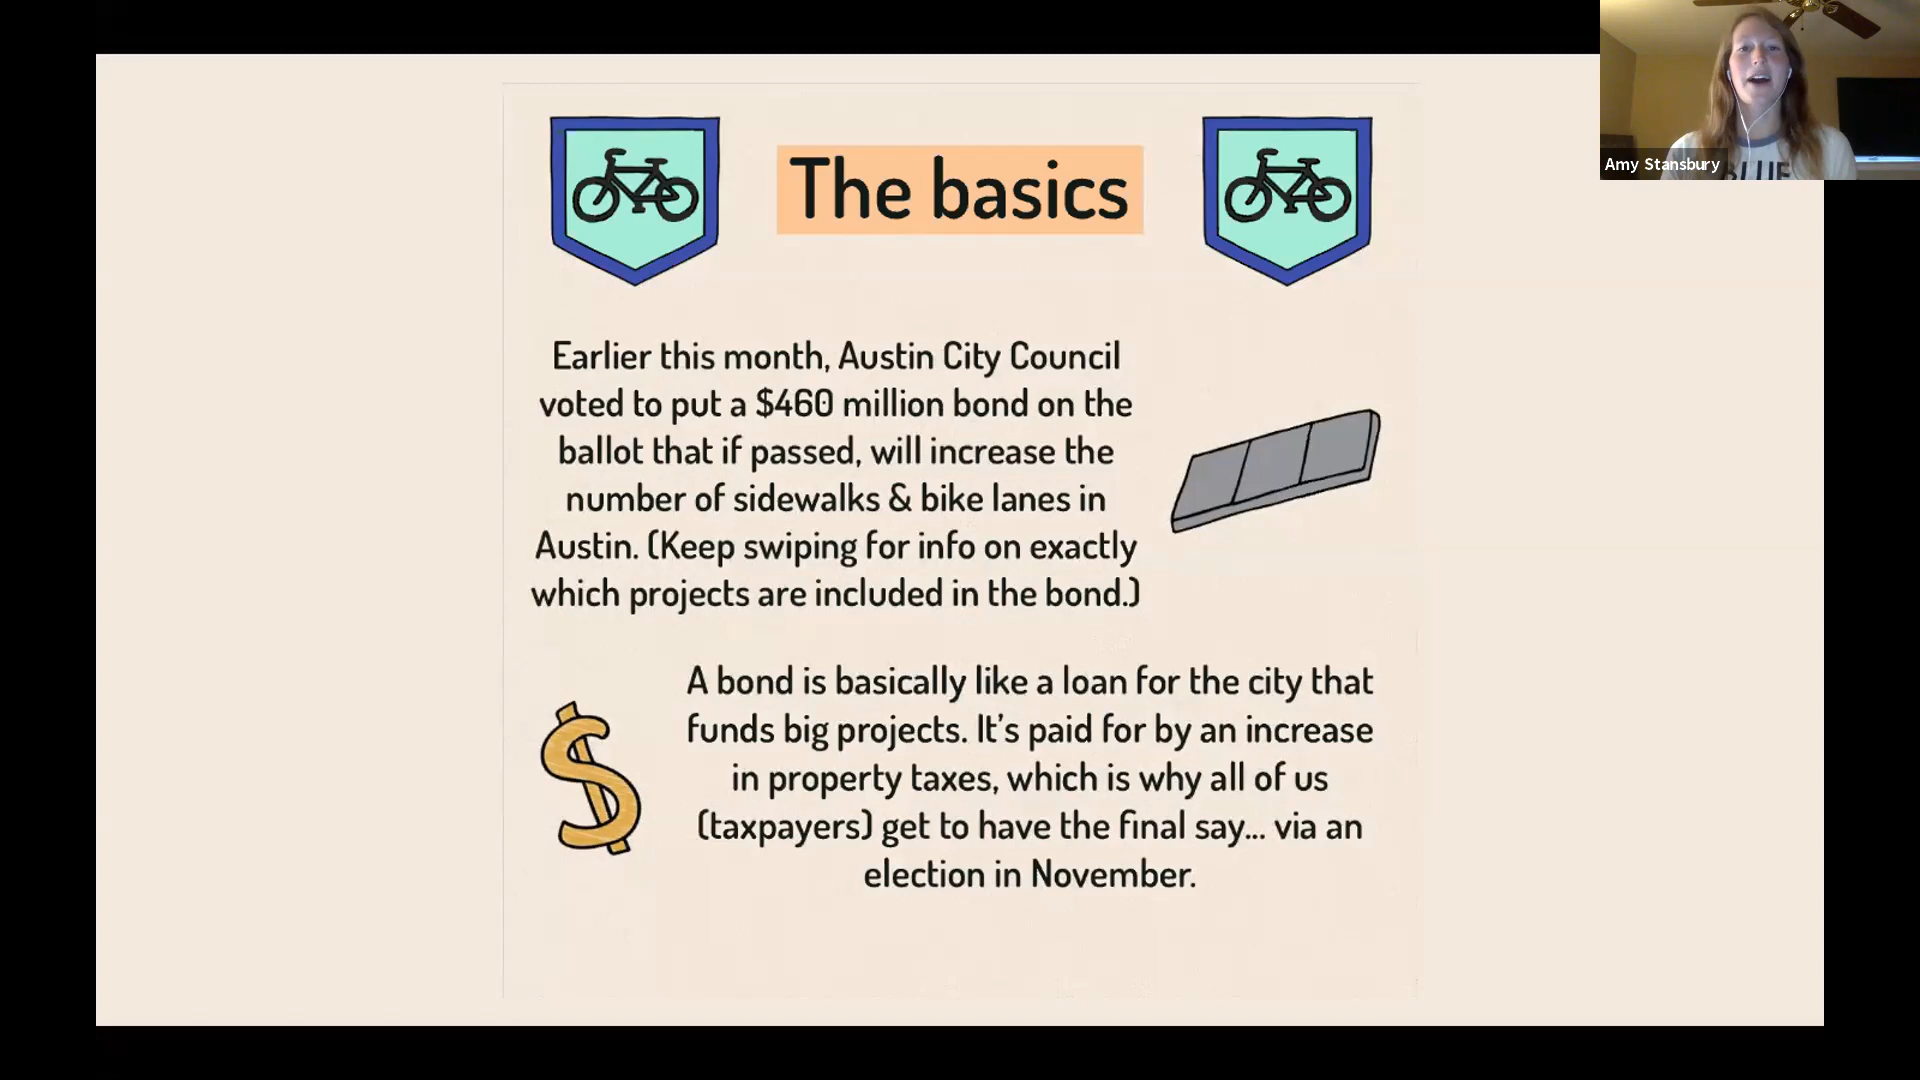 The basics
Earlier this month, Austin City Council
voted to put a $460 million bond on the
ballot that if passed, will increase the
number of sidewalks & bike lanes in
Austin. (Keep swiping for info on exactly
which projects are included in the bond.)
A bond is basically like a loan for the city that
funds big projects. It's paid for by an increase
in property taxes, which is why all of us
(taxpayers) get to have the final say... via an
election in November.
Amy Stansbury
BLUE